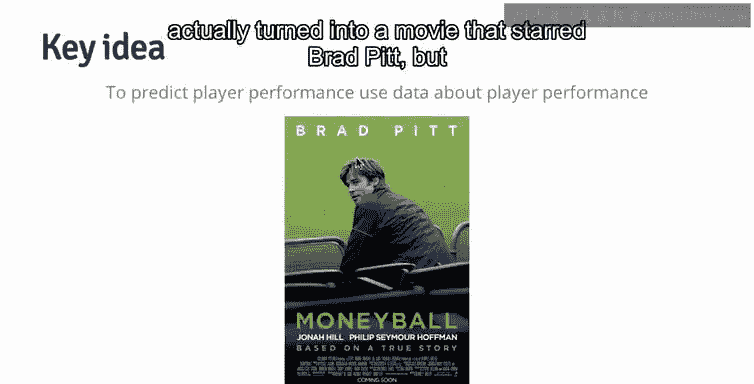 actually turned into a movie that starred
Brad Pitt, but
Key idea
To predict player performance use data about player performance
BRAD PITT
MONEYBALL
JONAH HILL PHILIP SEYMOUR HOFFMAN
BASED ON A TRUE STORY
COMING SOON